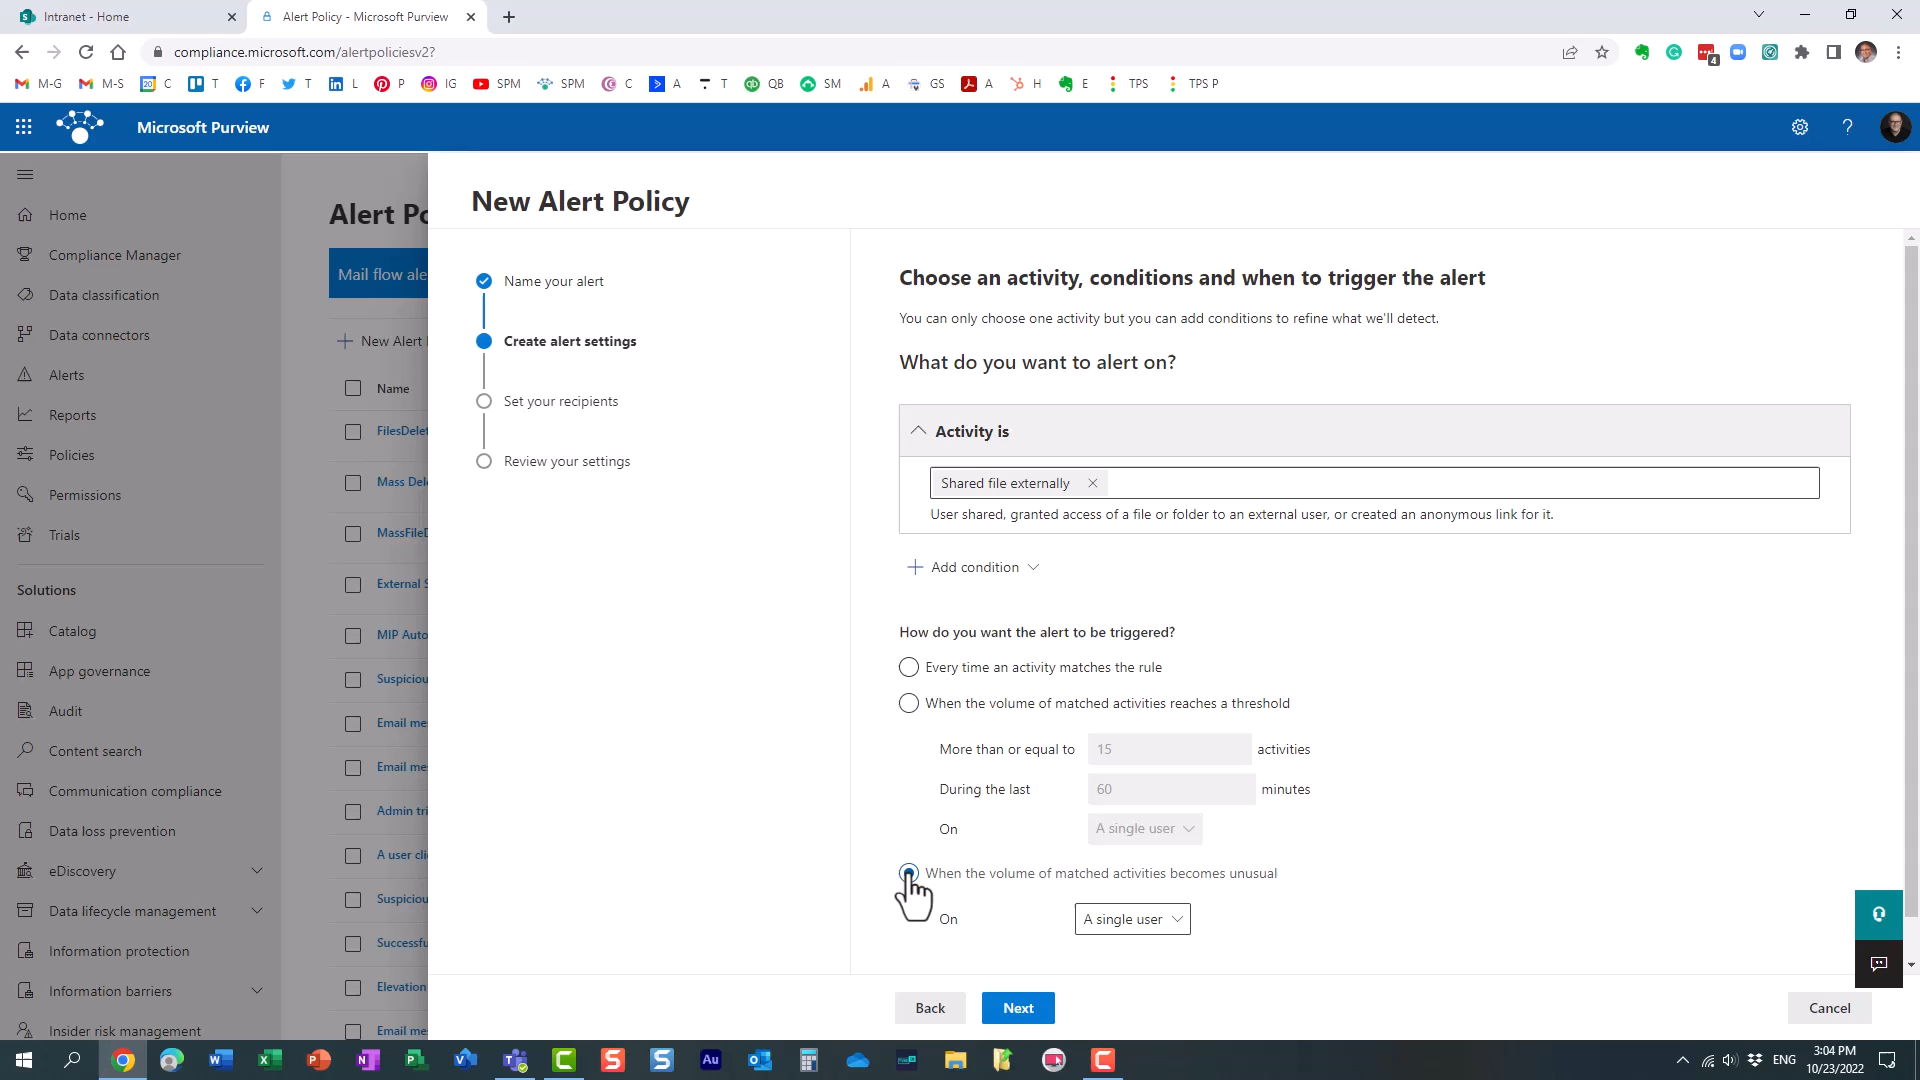 Intranet - Home
Alert Policy - Microsoft Purview
compliance.microsoft.com/alertpoliciesv2?
4
M-G
M-S
20
C
T
F
T
L
P
IG
SPM
SPM
C
A
T
QB
SM
A
GS
A
H
E
TPS
TPS P
Microsoft Purview
Home
Compliance Manager
Data classification
Data connectors
Alerts
Reports
Policies
Permissions
Trials
Solutions
Catalog
App governance
Audit
Content search
Communication compliance
Data loss prevention
eDiscovery
Data lifecycle management
Information protection
Information barriers
Insider risk management
Alert Po
Mail flow ale
New Alert
Name
FilesDelet
Mass Del
MassFileD
External S
MIP Auto
Suspiciou
Email me
Email me
Admin tri
A user cli
Suspiciou
Successfu
Elevation
Email me
New Alert Policy
Name your alert
Create alert settings
Set your recipients
Review your settings
Choose an activity, conditions and when to trigger the alert
You can only choose one activity but you can add conditions to refine what we'll detect.
What do you want to alert on?
Activity is
Shared file externally
User shared, granted access of a file or folder to an external user, or created an anonymous link for it.
Add condition
How do you want the alert to be triggered?
Every time an activity matches the rule
When the volume of matched activities reaches a threshold
More than or equal to 15 activities
During the last 60 minutes
On A single user
When the volume of matched activities becomes unusual
On A single user
Back
Next
Cancel
ENG
3:04 PM
10/23/2022